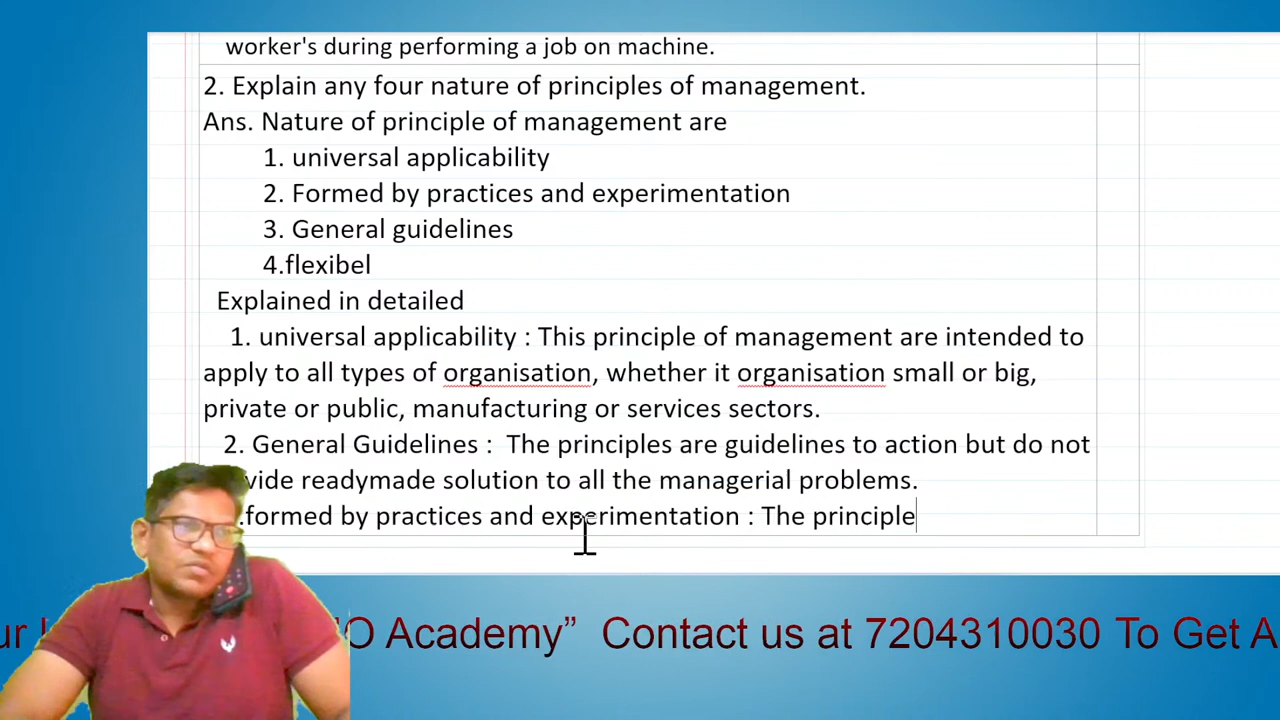 worker's during performing a job on machine.
2. Explain any four nature of principles of management.
Ans. Nature of principle of management are
1. universal applicability
2. Formed by practices and experimentation
3. General guidelines
4.flexibel
Explained in detailed
1. universal applicability : This principle of management are intended to
apply to all types of organisation, whether it organisation small or big,
private or public, manufacturing or services sectors.
2. General Guidelines : The principles are guidelines to action but do not
readymade solution to all the managerial problems.
.formed by practices and experimentation : The principle
Academy” Contact us at 7204310030 To Get